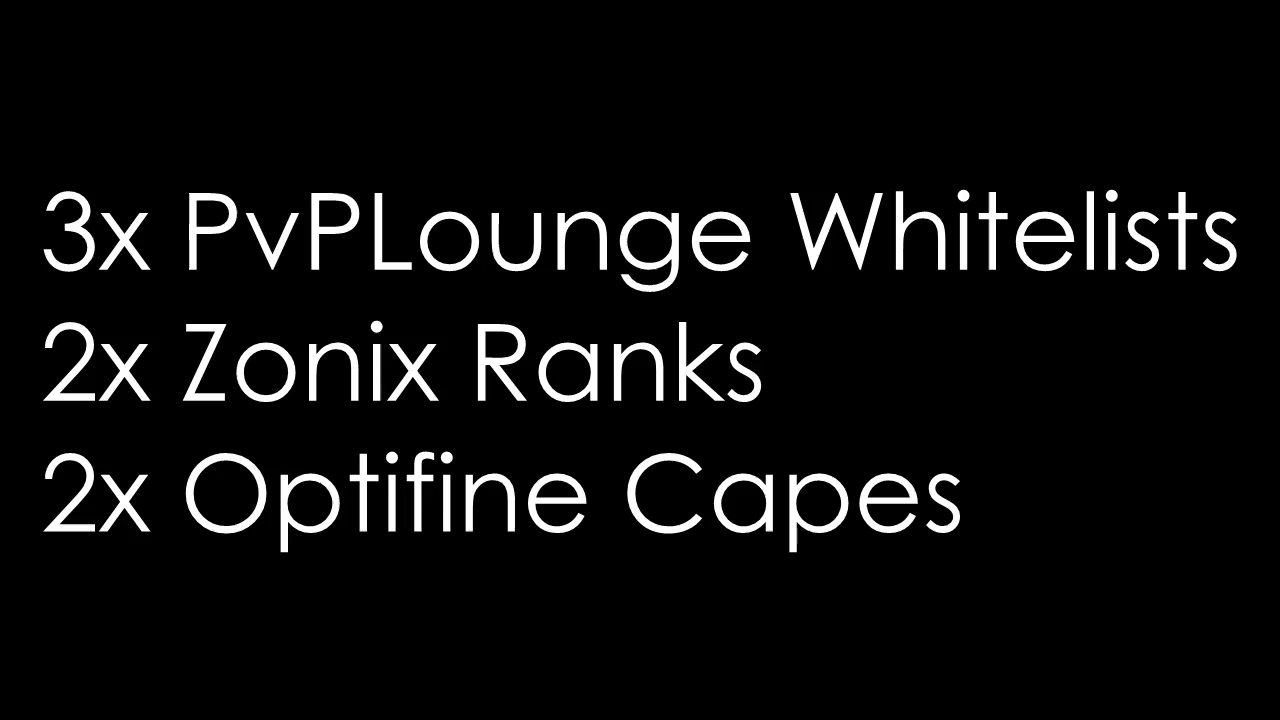 3x PvPLounge Whitelists
2x Zonix Ranks
2x Optifine Capes